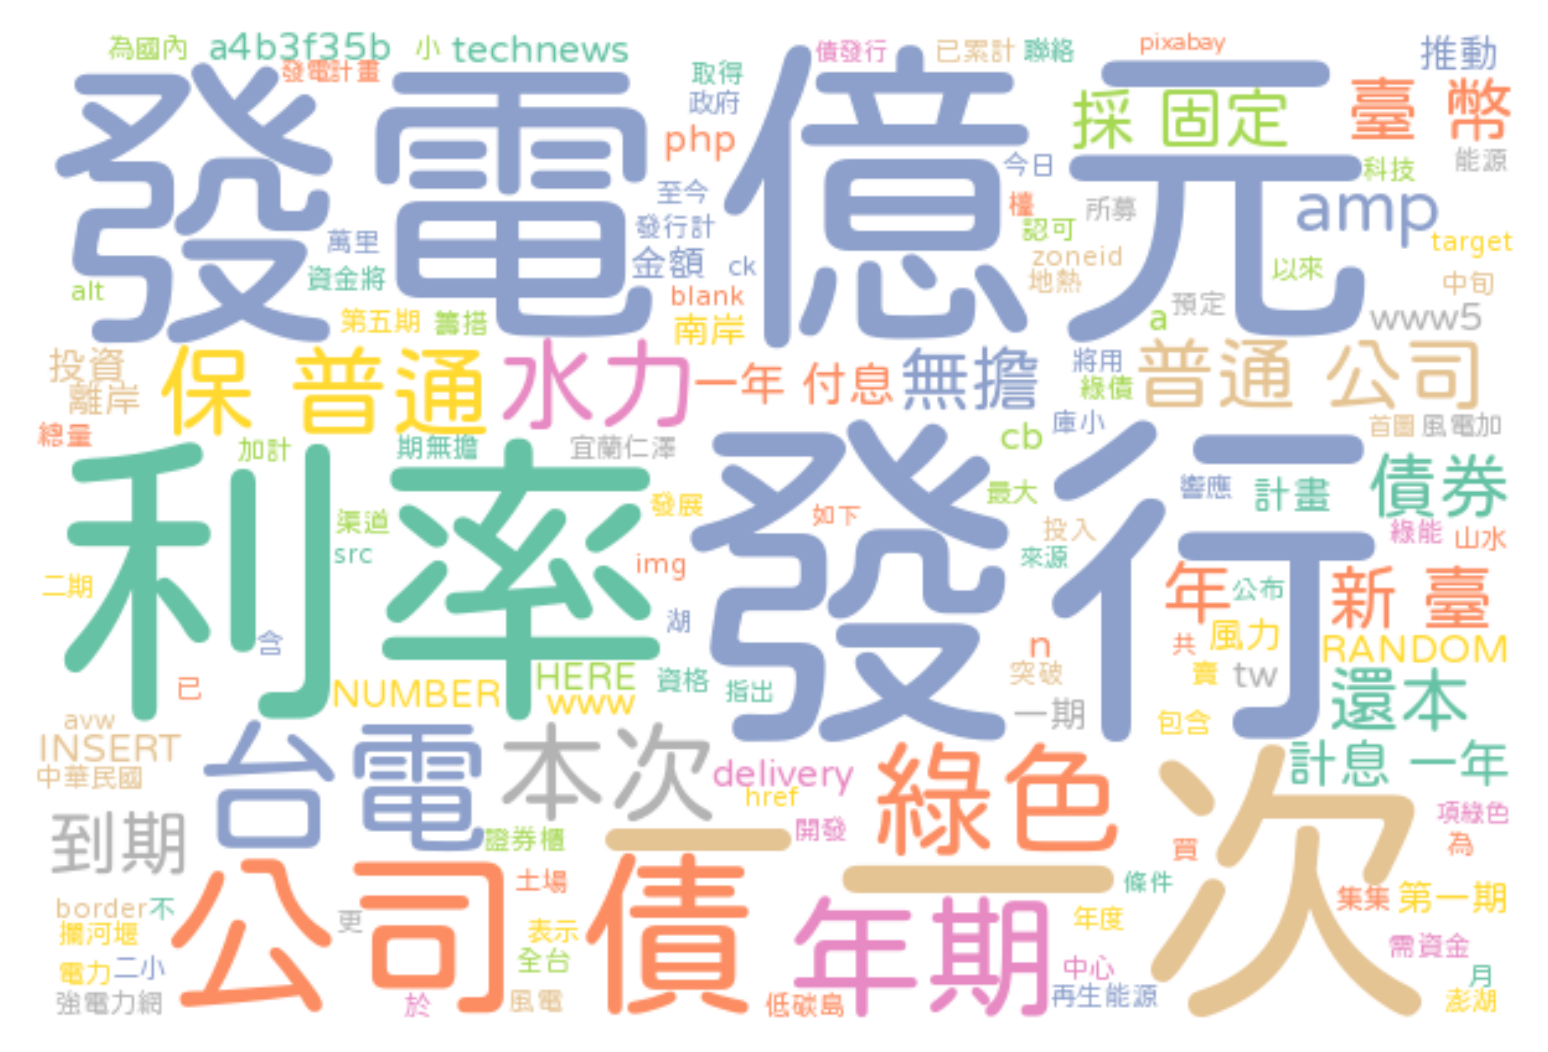 為國內 a4b3f35b 小 technews 債發行 已累計 聯絡 pixabay 推動
發電計畫 取得
發電 億元
政府 php 採 固定 臺 幣
至今 今日 科技 能源
發行計 檯 所募 amp
萬里 金額 ck 認可 zoneid target
alt 資金將 blank 地熱 以來 中旬
第五期 籌措 南岸 a 預定 www5
投資 保 普通 水力 一年 付息 無擔 將用 普通 公司
離岸 綠債
總量 加計 期無擔 宜蘭仁澤 cb 庫小 首圖 風電加
利率 發行
渠道 發展 如下 最大 響應 計畫 債券
src img 投入 來源 綠能 山水
二期 年 公布 新 臺
含 湖 n 共 風力 RANDOM
已 NUMBER HERE 資格 指出 突破 賣 tw 還本
www 一期 包含
avw INSERT 台電 本次 delivery 綠色 一次 計息 一年
中華民國 href
到期 證券櫃 開發 項綠色
公司 一 債 土場 年期 買 為
條件 集集 第一期
border 不 更 表示 年度
攔河堰 全台 需資金
電力 二小 中心 月
強電力網 於 風電 低碳島 再生能源 澎湖